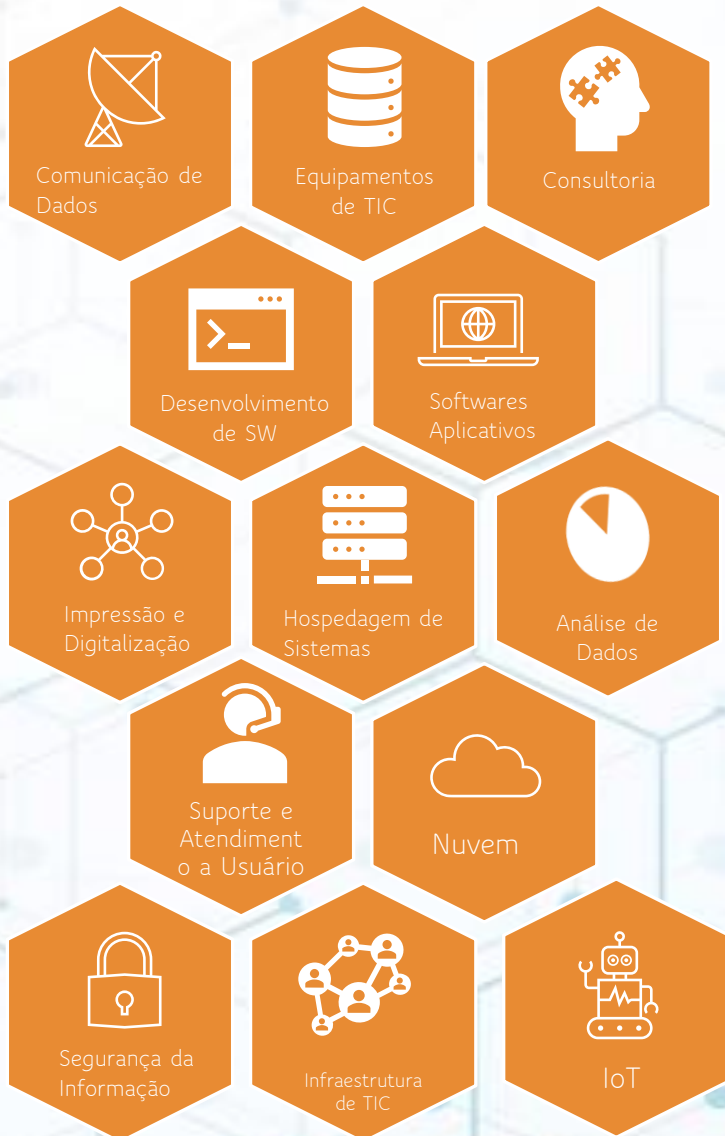 Comunicação de
Dados
Equipamentos
de TIC
Consultoria
Desenvolvimento
de SW
Softwares
Aplicativos
Impressão e
Digitalização
Hospedagem de
Sistemas
Análise de
Dados
Suporte e
Atendiment
o a Usuário
Nuvem
Segurança da
Informação
Infraestrutura
de TIC
IoT